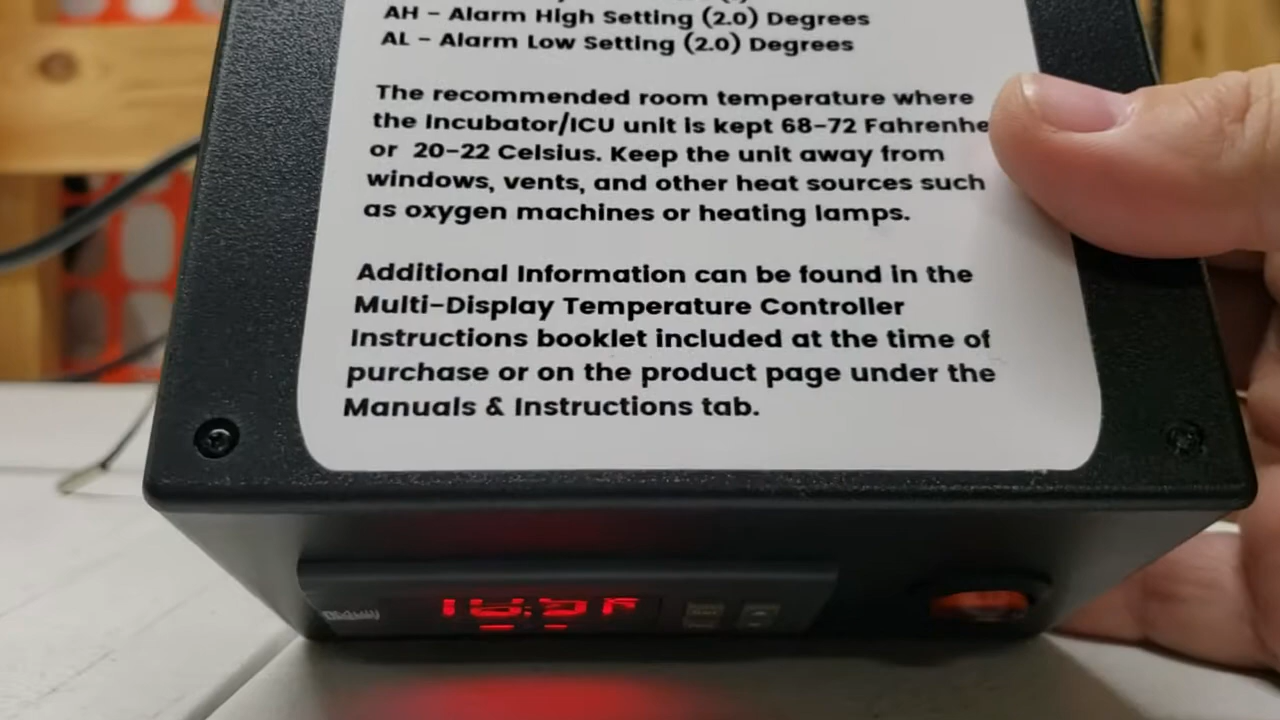 AH - Alarm High Setting (2.0) Degrees
AL - Alarm Low Setting (2.0) Degrees
The recommended room temperature where
the Incubator/ICU unit is kept 68-72 Fahrenhe
or 20-22 Celsius. Keep the unit away from
windows, vents, and other heat sources such
as oxygen machines or heating lamps.
Additional Information can be found in the
Multi-Display Temperature Controller
Instructions booklet included at the time of
purchase or on the product page under the
Manuals & Instructions tab.